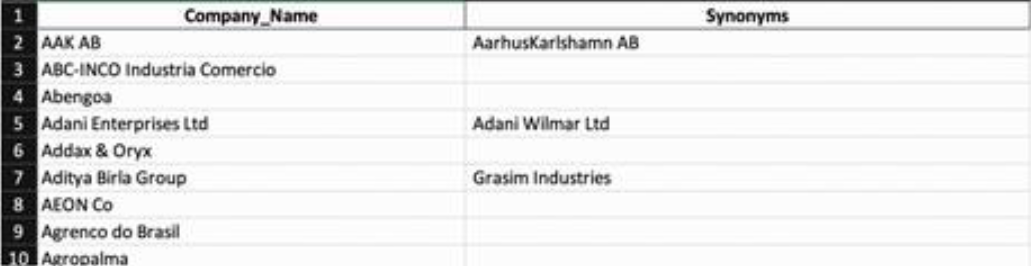 1 Company_Name Synonyms
2 AAK AB AarhusKarlshamn AB
3 ABC-INCO Industria Comercio
4 Abengoa
5 Adani Enterprises Ltd Adani Wilmar Ltd
6 Addax & Oryx
7 Aditya Birla Group Grasim Industries
8 AEON Co
9 Agrenco do Brasil
10 Agropalma